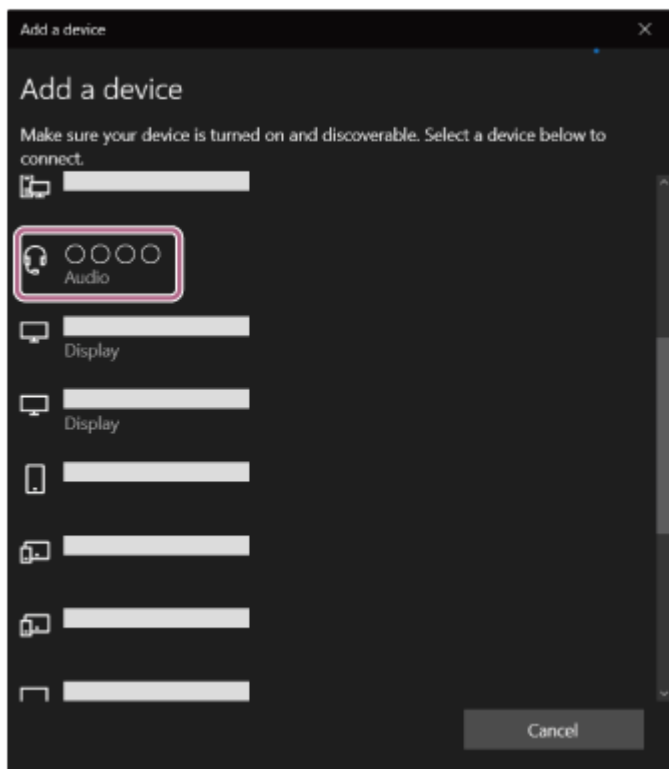 Add a device
Add a device
Make sure your device is turned on and discoverable. Select a device below to
connect.
○○○○
Audio
Display
Display
Cancel